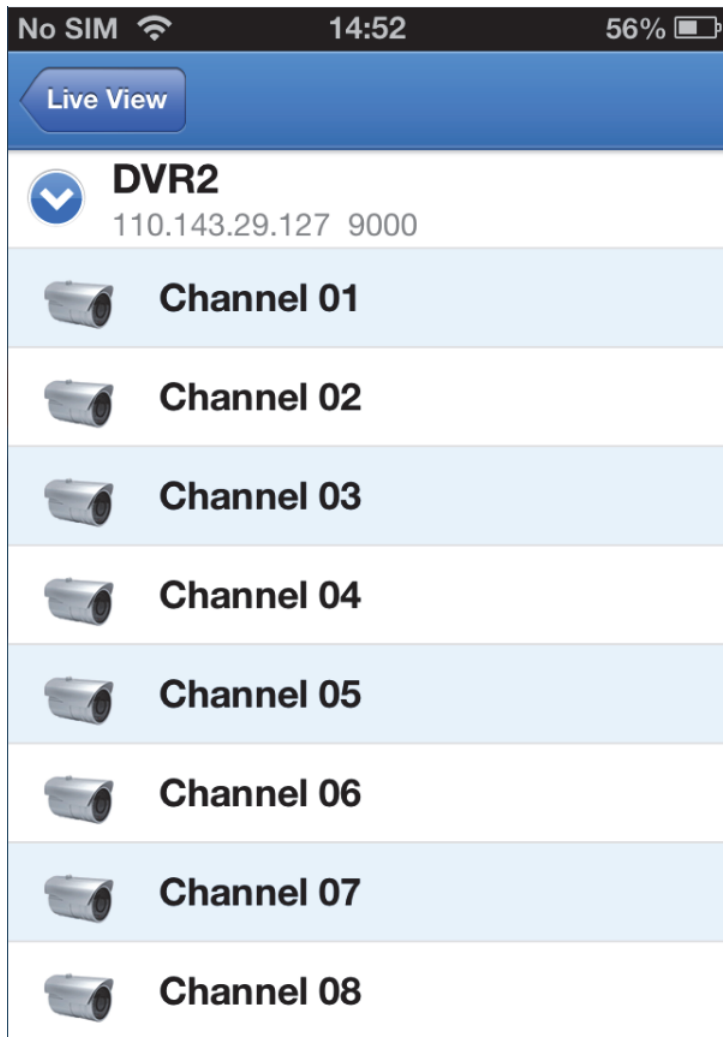 No SIM 14:52 56%
Live View
DVR2
110.143.29.127 9000
Channel 01
Channel 02
Channel 03
Channel 04
Channel 05
Channel 06
Channel 07
Channel 08